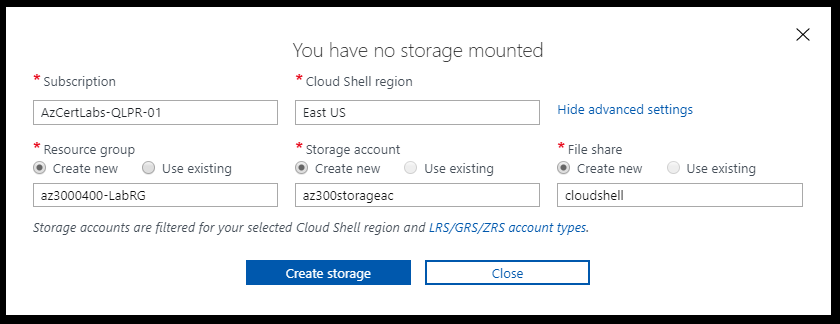 You have no storage mounted
* Subscription
* Cloud Shell region
AzCertLabs-QLPR-01
East US
Hide advanced settings
* Resource group
* Storage account
* File share
Create new
Use existing
Create new
Use existing
Create new
Use existing
az3000400-LabRG
az300storageac
cloudshell
Storage accounts are filtered for your selected Cloud Shell region and LRS/GRS/ZRS account types.
Create storage
Close